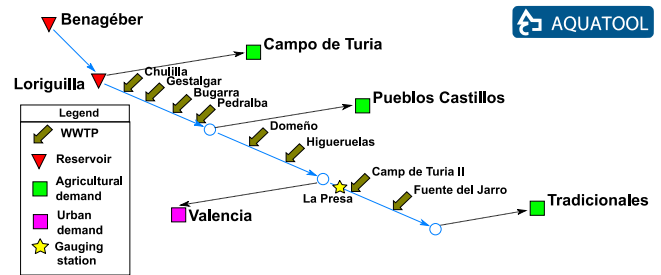 Benagéber
AQUATOOL
Campo de Turia
Loriguilla
Chulilla
Gestalgar
Bugarra
Pedralba
Pueblos Castillos
Legend
WWTP
Reservoir
Agricultural
demand
Urban
demand
Gauging
station
Domeño
Higueruelas
Camp de Turia II
Fuente del Jarro
La Presa
Valencia
Tradicionales